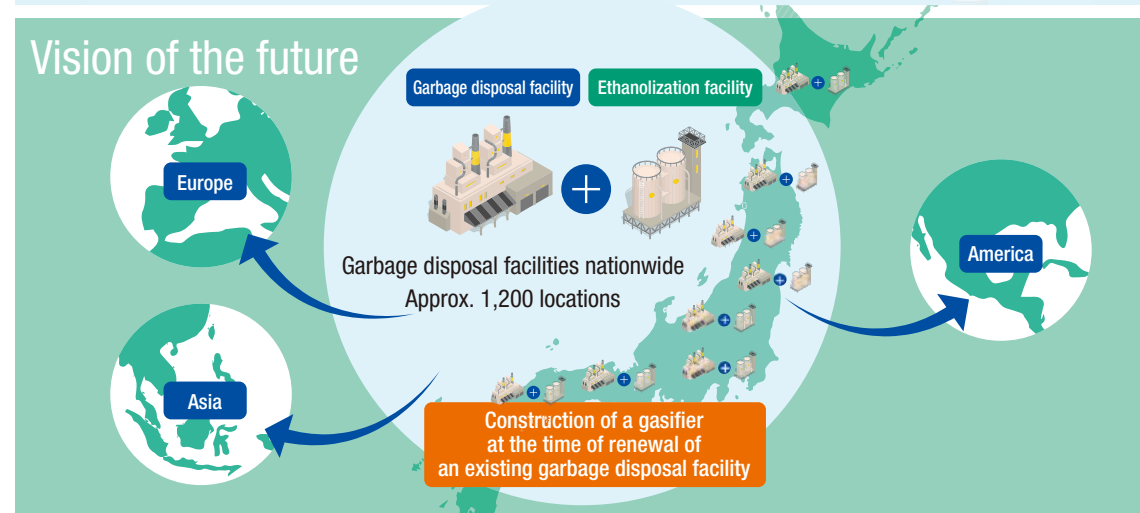 Vision of the future
Garbage disposal facility
Ethanolization facility
Europe
America
Asia
Garbage disposal facilities nationwide
Approx. 1,200 locations
Construction of a gasifier
at the time of renewal of
an existing garbage disposal facility